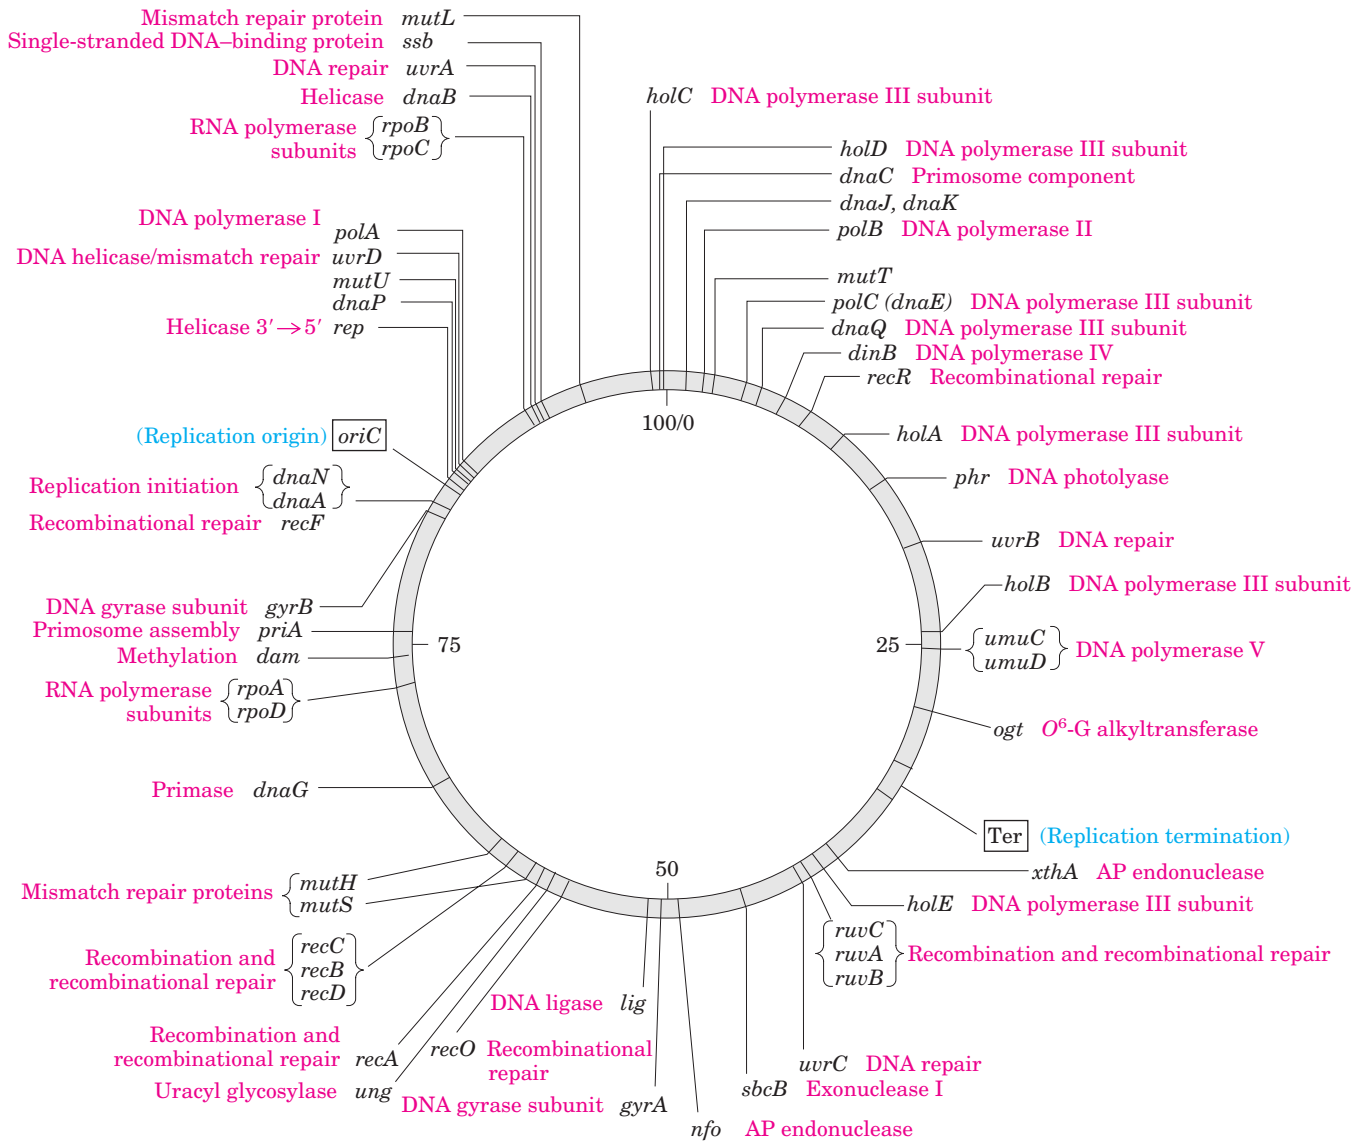 Mismatch repair protein mutL
Single-stranded DNA–binding protein ssb
DNA repair uvrA
Helicase dnaB
RNA polymerase subunits rpoB rpoC
DNA polymerase I polA
DNA helicase/mismatch repair uvrD
mutU
dnaP
Helicase 3′→5′ rep
(Replication origin) oriC
Replication initiation dnaN dnaA
Recombinational repair recF
DNA gyrase subunit gyrB
Primosome assembly priA
Methylation dam
RNA polymerase subunits rpoA rpoD
Primase dnaG
Mismatch repair proteins mutH mutS
Recombination and recombinational repair recC recB recD
Recombination and recombinational repair recA
Uracyl glycosylase ung
recO Recombinational repair
DNA ligase lig
DNA gyrase subunit gyrA
nfo AP endonuclease
sbcB Exonuclease I
uvrC DNA repair
ruvC ruvA ruvB Recombination and recombinational repair
holE DNA polymerase III subunit
xthA AP endonuclease
Ter (Replication termination)
ogt O⁶-G alkyltransferase
umuC umuD DNA polymerase V
holB DNA polymerase III subunit
uvrB DNA repair
phr DNA photolyase
holA DNA polymerase III subunit
recR Recombinational repair
dinB DNA polymerase IV
dnaQ DNA polymerase III subunit
polC (dnaE) DNA polymerase III subunit
mutT
polB DNA polymerase II
dnaJ, dnaK
dnaC Primosome component
holD DNA polymerase III subunit
holC DNA polymerase III subunit
100/0
25
50
75